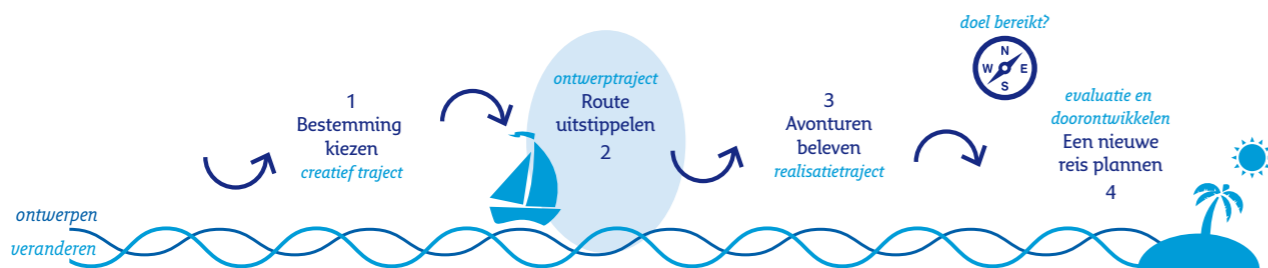 1
Bestemming
kiezen
creatief traject
ontwerptraject
Route
uitstippelen
2
3
Avonturen
beleven
realisatietraject
doel bereikt?
N
W E
S
evaluatie en
doorontwikkelen
Een nieuwe
reis plannen
4
ontwerpen
veranderen